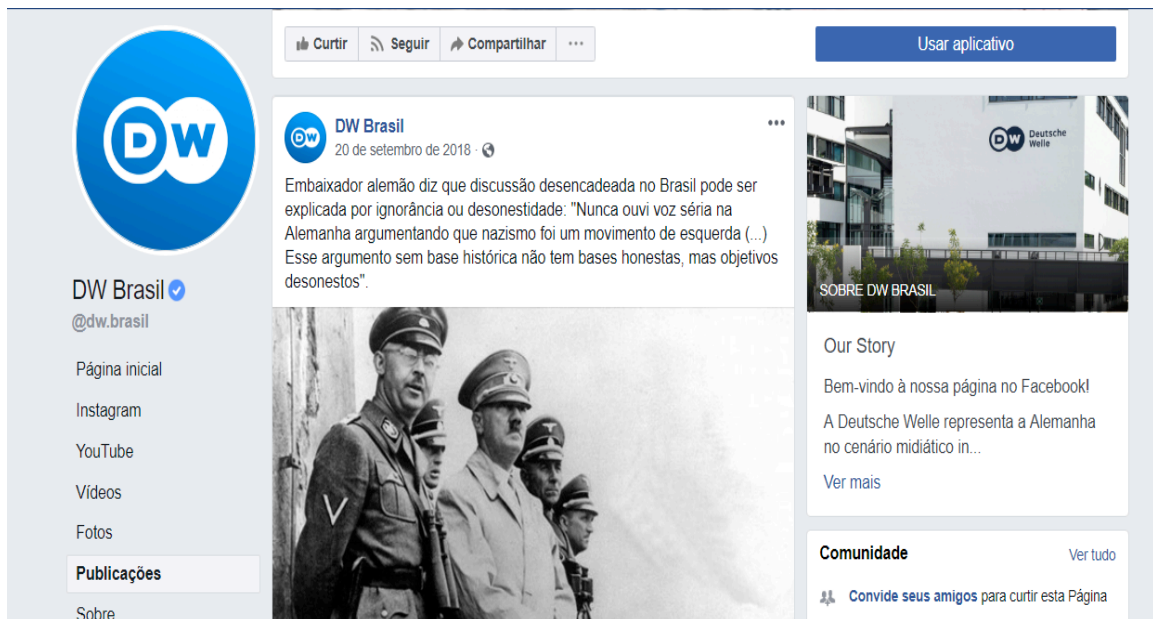 DW
DW Brasil
@dw.brasil
Página inicial
Instagram
YouTube
Vídeos
Fotos
Publicações
Sobre
Curtir
Seguir
Compartilhar
Usar aplicativo
DW
DW Brasil
20 de setembro de 2018
Embaixador alemão diz que discussão desencadeada no Brasil pode ser
explicada por ignorância ou desonestidade: "Nunca ouvi voz séria na
Alemanha argumentando que nazismo foi um movimento de esquerda (...)
Esse argumento sem base histórica não tem bases honestas, mas objetivos
desonestos".
DW Deutsche
Welle
SOBRE DW BRASIL
Our Story
Bem-vindo à nossa página no Facebook!
A Deutsche Welle representa a Alemanha
no cenário midiático in...
Ver mais
Comunidade Ver tudo
Convide seus amigos para curtir esta Página